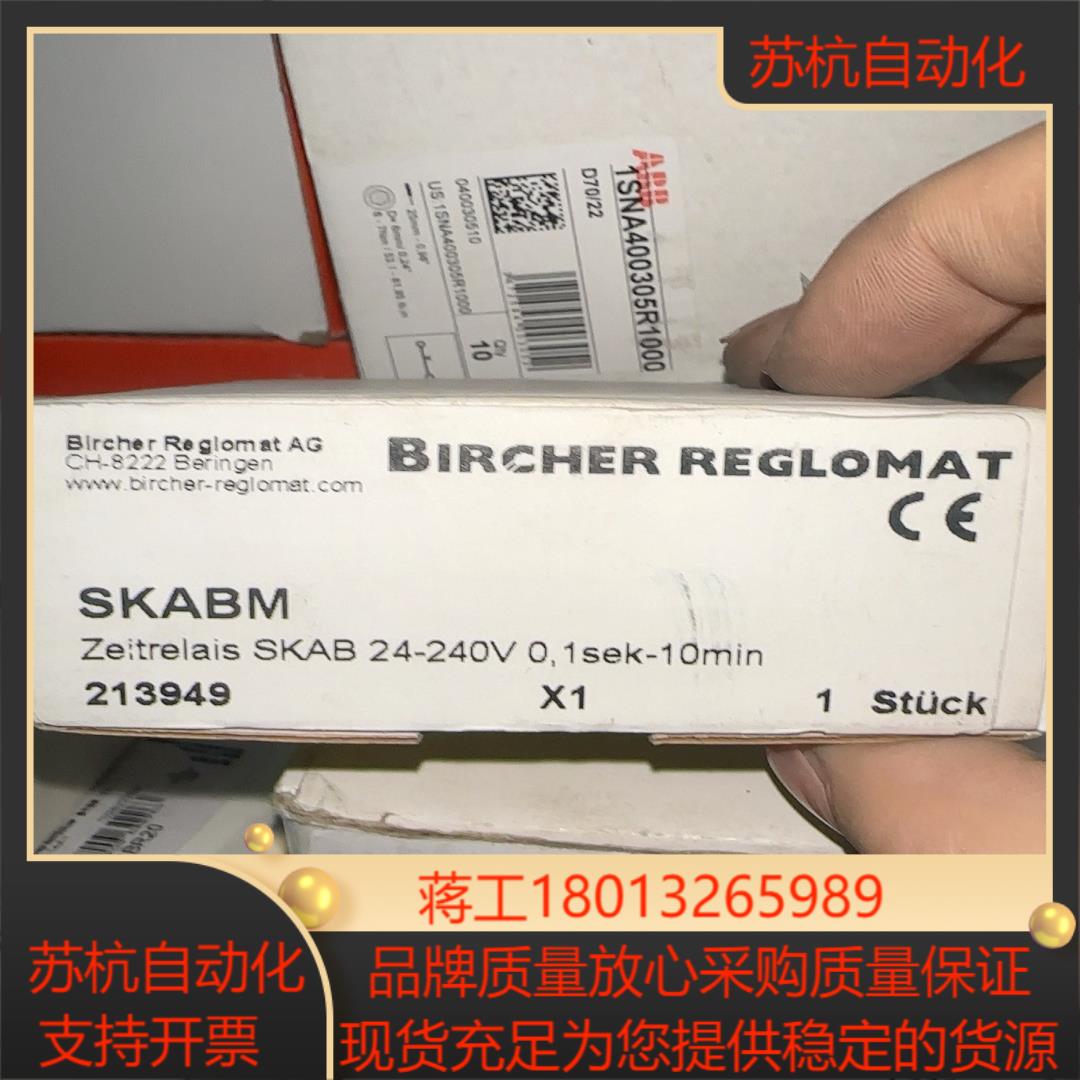 苏杭自动化
ABB
1SNA400305R1000
D70/22
040030510
US 1SNA400305R1000
Qty
10
Bircher Reglomat AG
CH-8222 Beringen
www.bircher-reglomat.com
BIRCHER REGLOMAT
CE
SKABM
Zeitrelais SKAB 24-240V 0,1sek-10min
213949 X1 1 Stück
蒋工18013265989
苏杭自动化
支持开票
品牌质量放心采购质量保证
现货充足为您提供稳定的货源